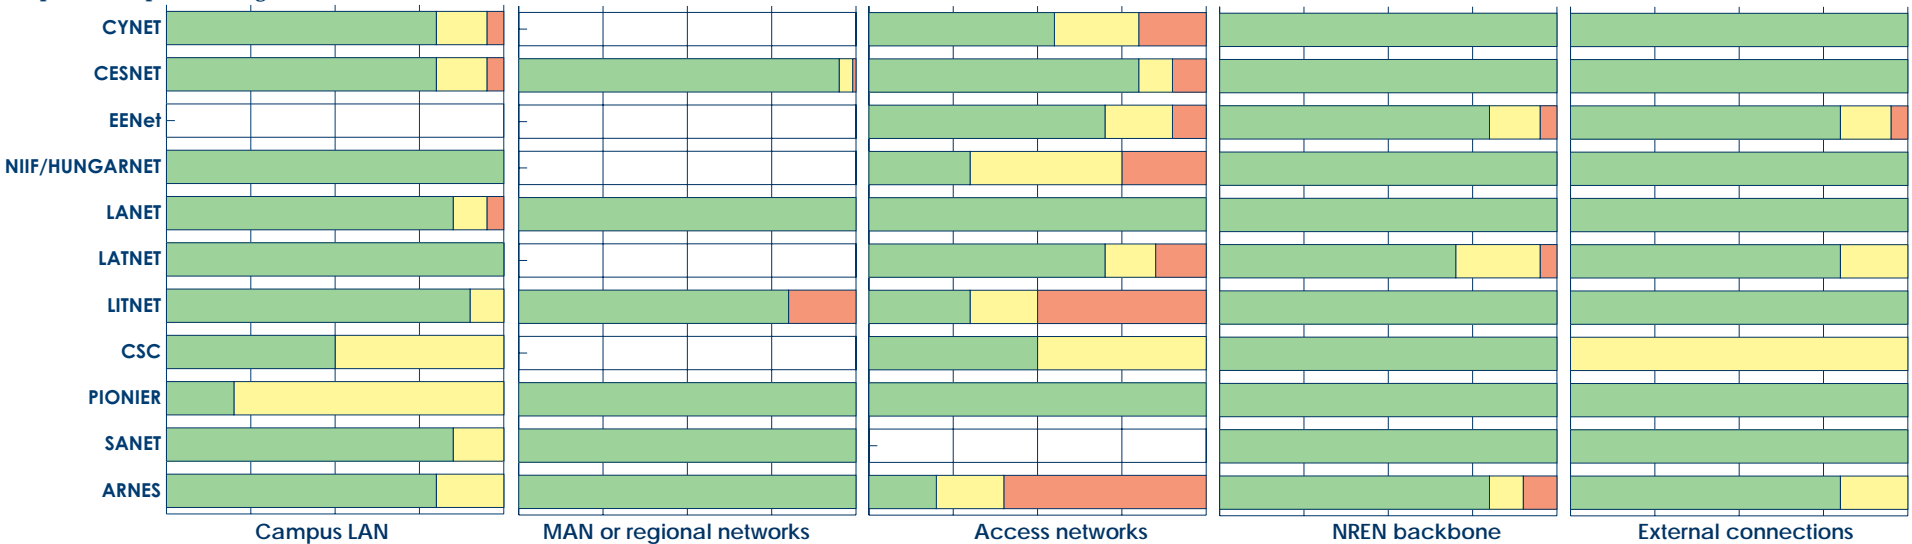 CYNET
CESNET
EENet
NIIF/HUNGARNET
LANET
LATNET
LITNET
CSC
PIONIER
SANET
ARNES
Campus LAN MAN or regional networks Access networks NREN backbone External connections